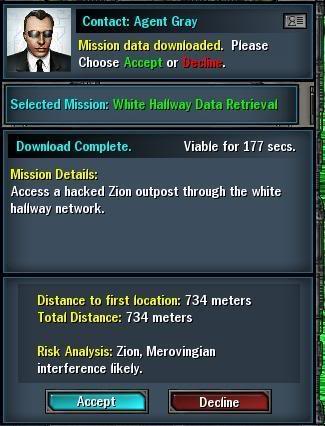 Contact: Agent Gray
Mission data downloaded. Please
Choose Accept or Decline.
Selected Mission: White Hallway Data Retrieval
Download Complete. Viable for 177 secs.
Mission Details:
Access a hacked Zion outpost through the white
hallway network.
Distance to first location: 734 meters
Total Distance: 734 meters
Risk Analysis: Zion, Merovingian
interference likely.
Accept Decline